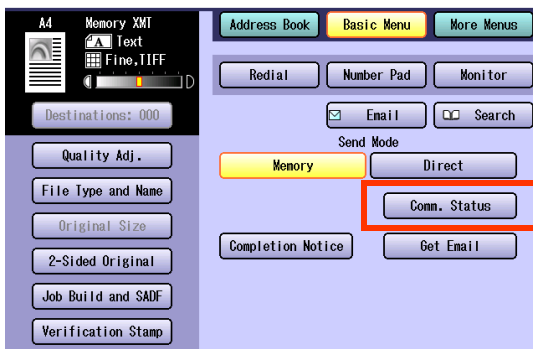 A4
Memory XMT
A Text
Fine,TIFF
D
Destinations: 000
Quality Adj.
File Type and Name
Original Size
2-Sided Original
Job Build and SADF
Verification Stamp
Address Book
Basic Menu
More Menus
Redial
Number Pad
Monitor
Email
Search
Send Mode
Memory
Direct
Comm. Status
Completion Notice
Get Email